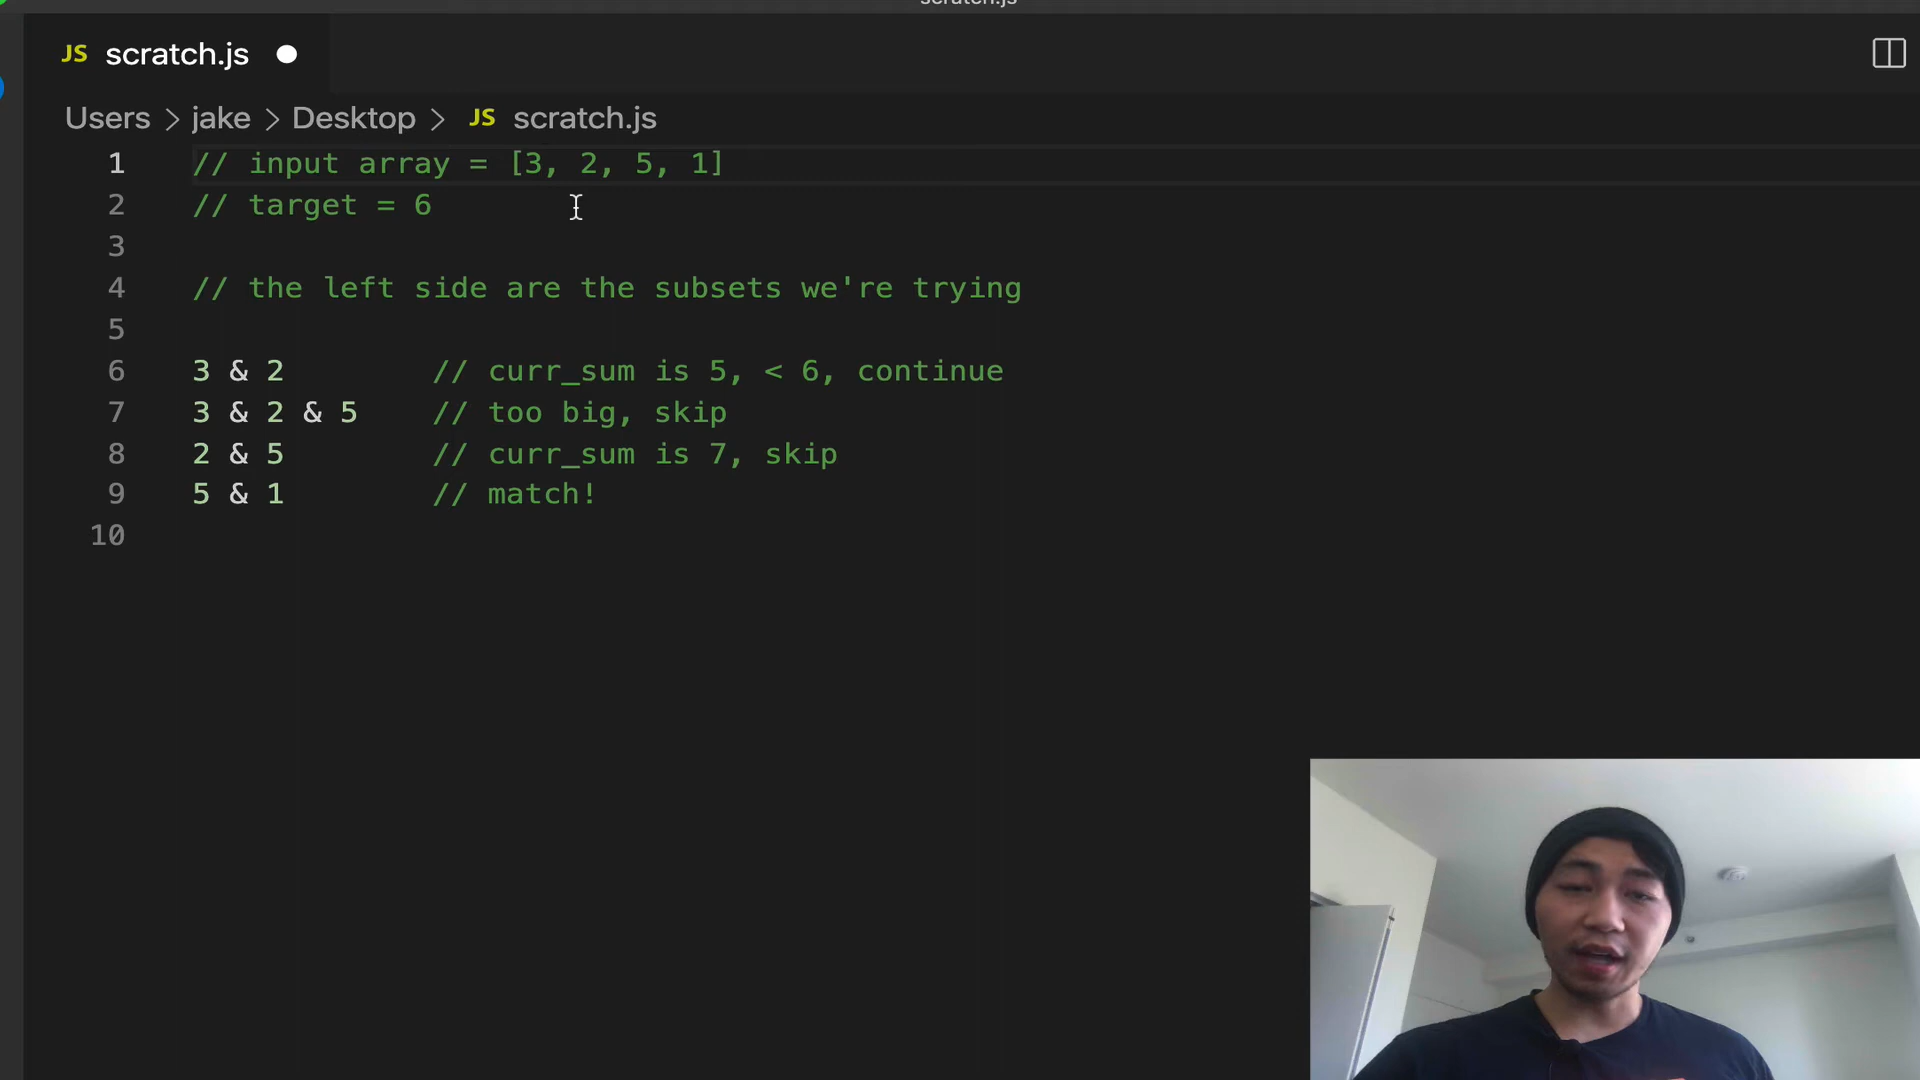 scratch.js
JS scratch.js
Users > jake > Desktop > JS scratch.js
1 // input array = [3, 2, 5, 1]
2 // target = 6
3
4 // the left side are the subsets we're trying
5
6 3 & 2 // curr_sum is 5, < 6, continue
7 3 & 2 & 5 // too big, skip
8 2 & 5 // curr_sum is 7, skip
9 5 & 1 // match!
10